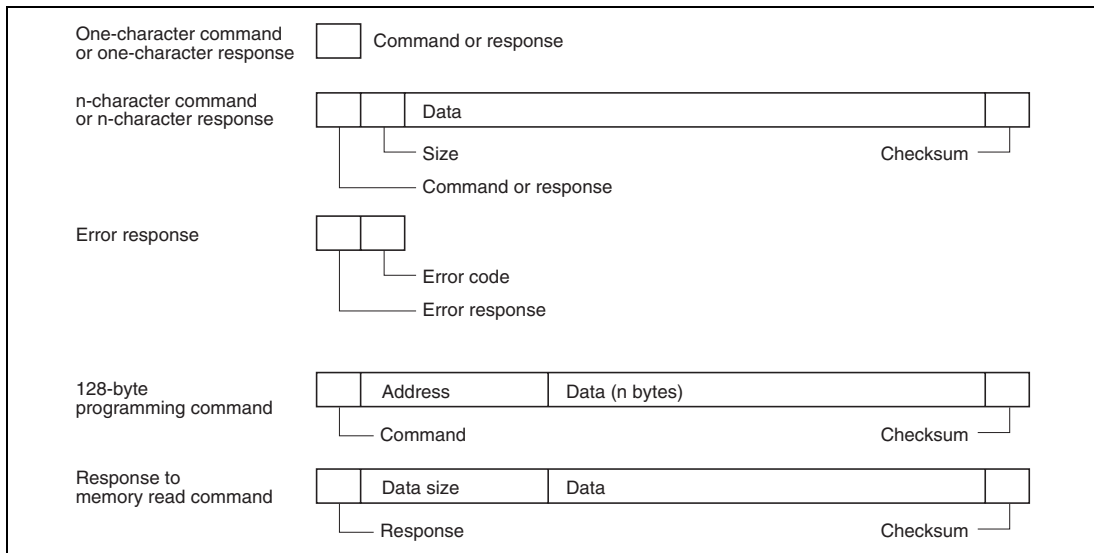 One-character command
or one-character response
Command or response
n-character command
or n-character response
Data
Size
Checksum
Command or response
Error response
Error code
Error response
128-byte
programming command
Address
Data (n bytes)
Command
Checksum
Response to
memory read command
Data size
Data
Response
Checksum